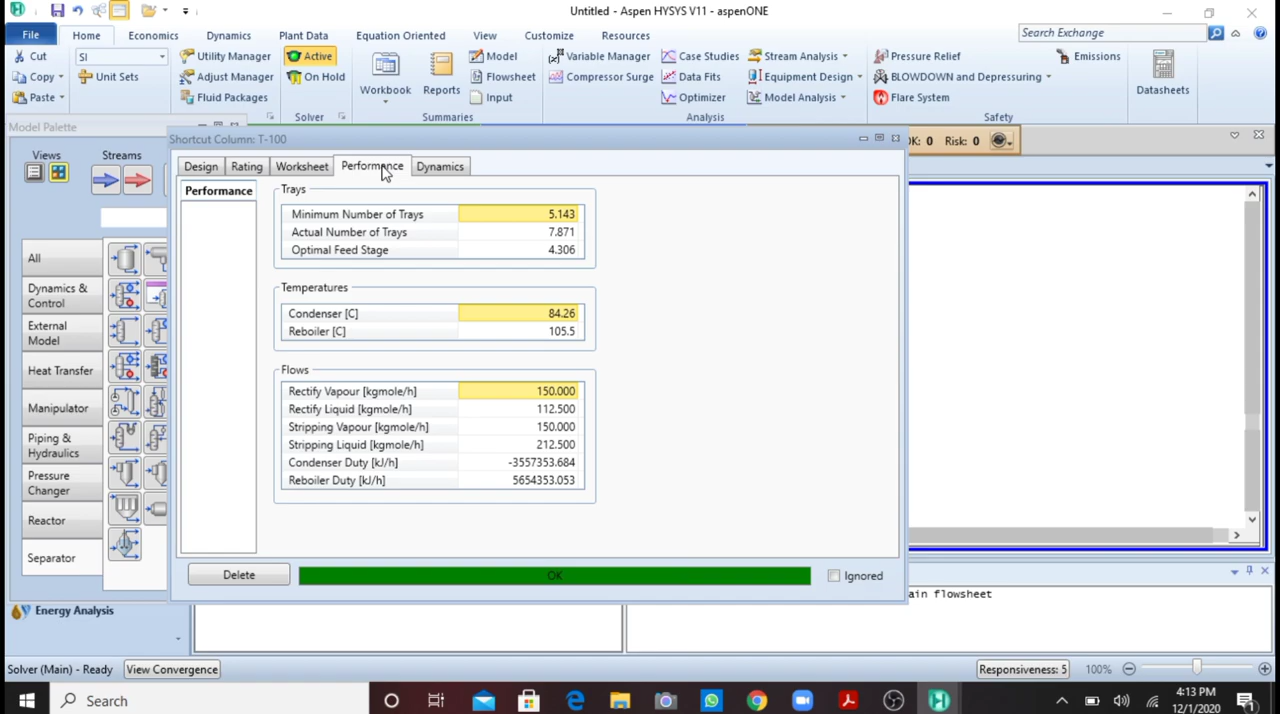 Untitled - Aspen HYSYS V11 - aspenONE
File Home Economics Dynamics Plant Data Equation Oriented View Customize Resources Search Exchange
Cut SI Utility Manager Active Model Variable Manager Case Studies Stream Analysis Pressure Relief Emissions
Copy Unit Sets Adjust Manager On Hold Workbook Reports Flowsheet Compressor Surge Data Fits Equipment Design BLOWDOWN and Depressuring Datasheets
Paste Fluid Packages Input Optimizer Model Analysis Flare System
Solver Summaries Analysis Safety
Model Palette
Shortcut Column: T-100
OK: 0 Risk: 0
Views Streams
Design Rating Worksheet Performance Dynamics
Performance
Trays
Minimum Number of Trays 5.143
Actual Number of Trays 7.871
Optimal Feed Stage 4.306
Temperatures
Condenser [C] 84.26
Reboiler [C] 105.5
Flows
Rectify Vapour [kgmole/h] 150.000
Rectify Liquid [kgmole/h] 112.500
Stripping Vapour [kgmole/h] 150.000
Stripping Liquid [kgmole/h] 212.500
Condenser Duty [kJ/h] -3557353.684
Reboiler Duty [kJ/h] 5654353.053
All
Dynamics &
Control
External
Model
Heat Transfer
Manipulator
Piping &
Hydraulics
Pressure
Changer
Reactor
Separator
Delete OK Ignored
ain flowsheet
Energy Analysis
Solver (Main) - Ready View Convergence Responsiveness: 5 100%
Search
4:13 PM
12/1/2020
1